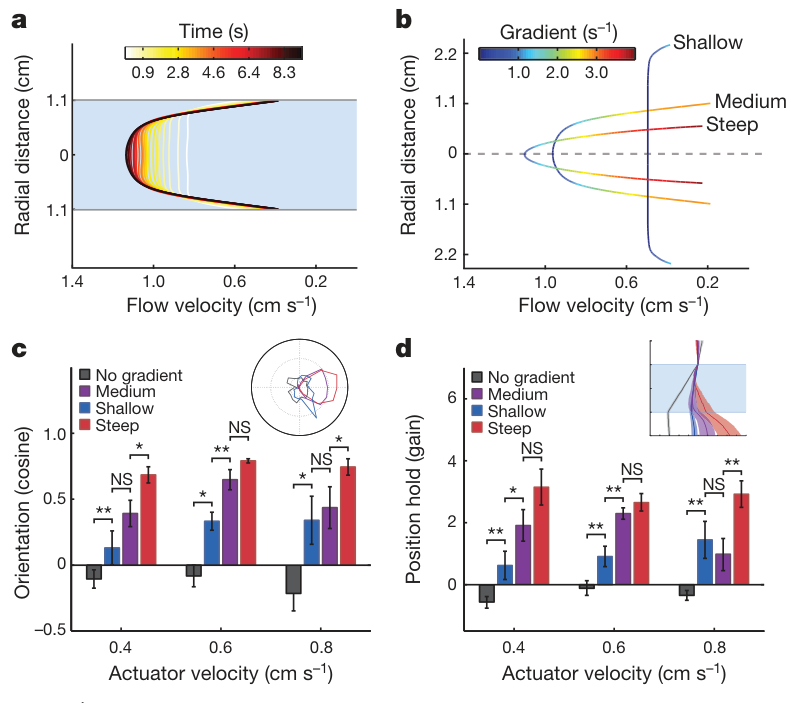 a
Time (s)
0.9 2.8 4.6 6.4 8.3
Radial distance (cm)
1.1
0
1.1
1.4 1.0 0.6 0.2
Flow velocity (cm s⁻¹)
b
Gradient (s⁻¹)
1.0 2.0 3.0
Shallow
Medium
Steep
Radial distance (cm)
2.2
1.1
0
1.1
2.2
1.4 1.0 0.6 0.2
Flow velocity (cm s⁻¹)
c
No gradient
Medium
Shallow
Steep
Orientation (cosine)
1.0
0.5
0
–0.5
** NS *
* ** NS
* NS *
0.4 0.6 0.8
Actuator velocity (cm s⁻¹)
d
No gradient
Medium
Shallow
Steep
Position hold (gain)
6
4
2
0
** * NS
** ** NS
** NS **
0.4 0.6 0.8
Actuator velocity (cm s⁻¹)